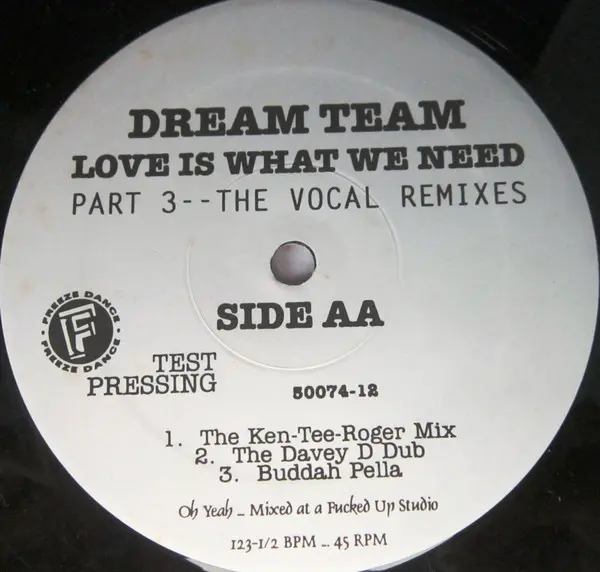 DREAM TEAM
LOVE IS WHAT WE NEED
PART 3--THE VOCAL REMIXES
SIDE AA
FREEZE DANCE
F
FREEZE DANCE
TEST
PRESSING
50074-12
1. The Ken-Tee-Roger Mix
2. The Davey D Dub
3. Buddah Pella
Oh Yeah ... Mixed at a Fucked Up Studio
123-1/2 BPM ... 45 RPM